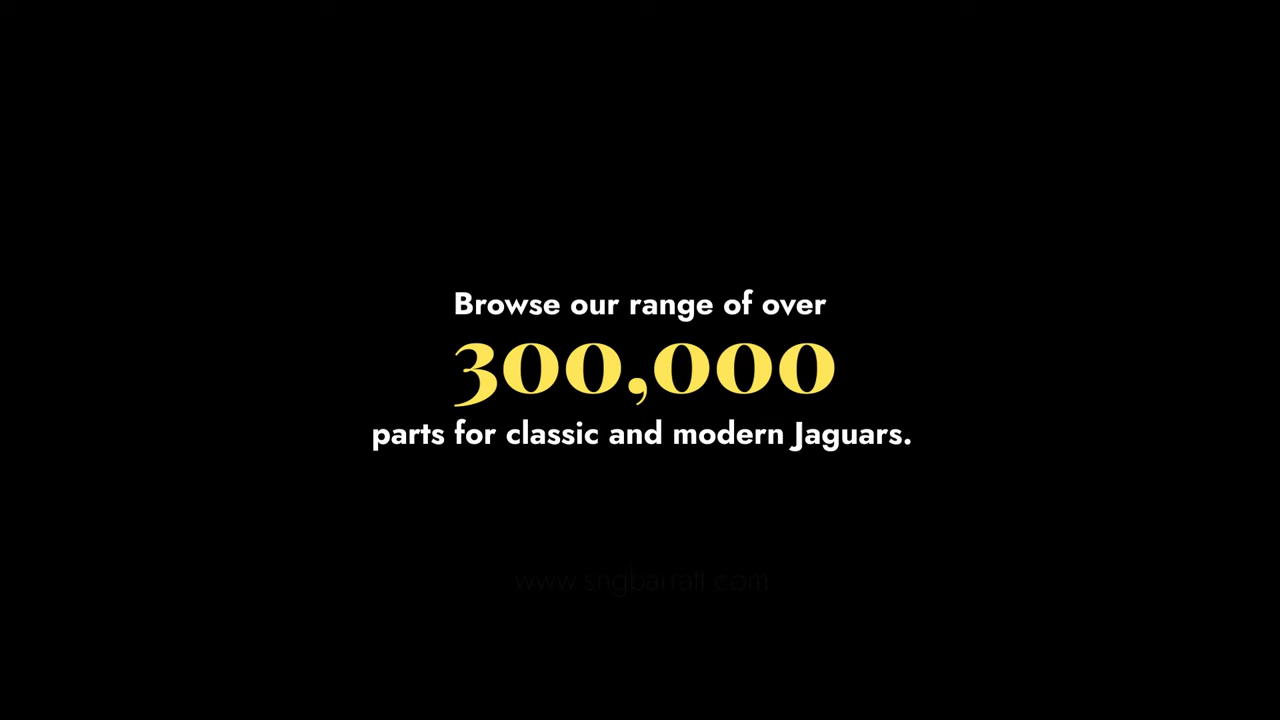 Browse our range of over
300,000
parts for classic and modern Jaguars.
www.sngbarratt.com